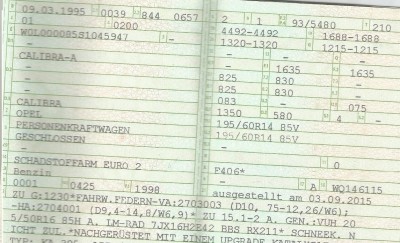 09.03.1995 0039 844 0657 2 1 93/5480 210
01 0200 4492-4492 1688-1688
W0L000085S1045947 - 1320-1320 1215-1215
- - - -
CALIBRA-A - 1635 1635
- 825 830 -
- 825 830 -
- 083 - 075
CALIBRA 1350 580 4 -
OPEL 195/60R14 85V
PERSONENKRAFTWAGEN 195/60R14 85V
GESCHLOSSEN -
- - 0
SCHADSTOFFARM EURO 2 F406*
Benzin - A WQ146115
0001 0425 1998 ausgestellt am 03.09.2015
ZU G:1230*FAHRW.FEDERN-VA:2703003 (D10, 75-12,26/W6);
-HA:2704001 (D9,4-14,8/W6,9)* ZU 15.1-2 A. GEN.;VUH 20
5/50R16 85H A. LM-RAD 7JX16H2E42 BBS RX211* SCHNEEK. N
ICHT ZUL.*NACHGERÜSTET MIT EINEM UPGRADE